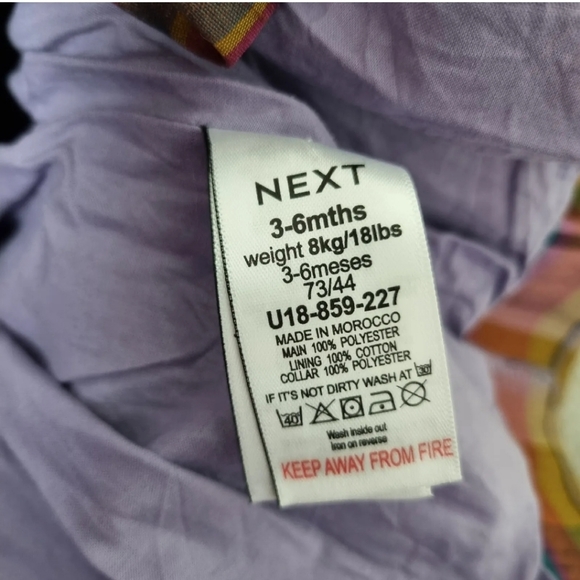 NEXT
3-6mths
weight 8kg/18lbs
3-6meses
73/44
U18-859-227
MADE IN MOROCCO
MAIN 100% POLYESTER
LINING 100% COTTON
COLLAR 100% POLYESTER
IF IT'S NOT DIRTY WASH AT 30
40
Wash inside out
Iron on reverse
KEEP AWAY FROM FIRE